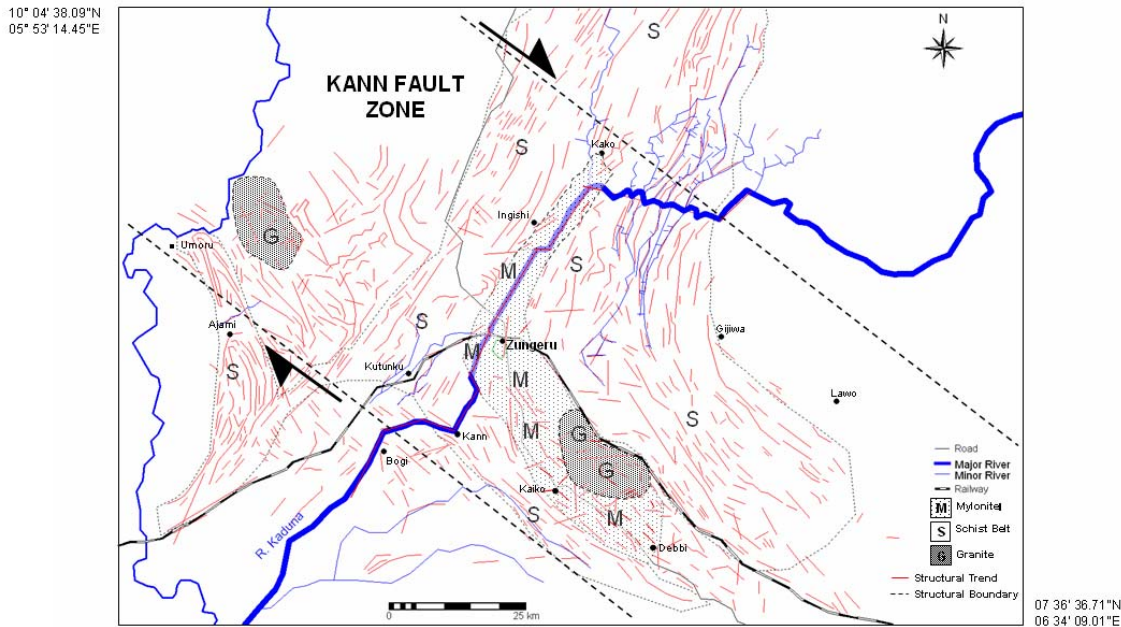 10° 04' 38.09"N
05° 53' 14.45"E
N
S
KANN FAULT
ZONE
S
Kako
Ingishi
G
Umoru
S
M
Ajami
S
Gijiwa
Zungeru
M
S
Kutunku
M
Lawo
S
M
G
Kann
Bogi
G
Kaiko
S
M
Debbi
R. Kaduna
0
25 km
Road
Major River
Minor River
Railway
M Mylonite
S Schist Belt
G Granite
Structural Trend
Structural Boundary
07 36' 36.71"N
06 34' 09.01"E